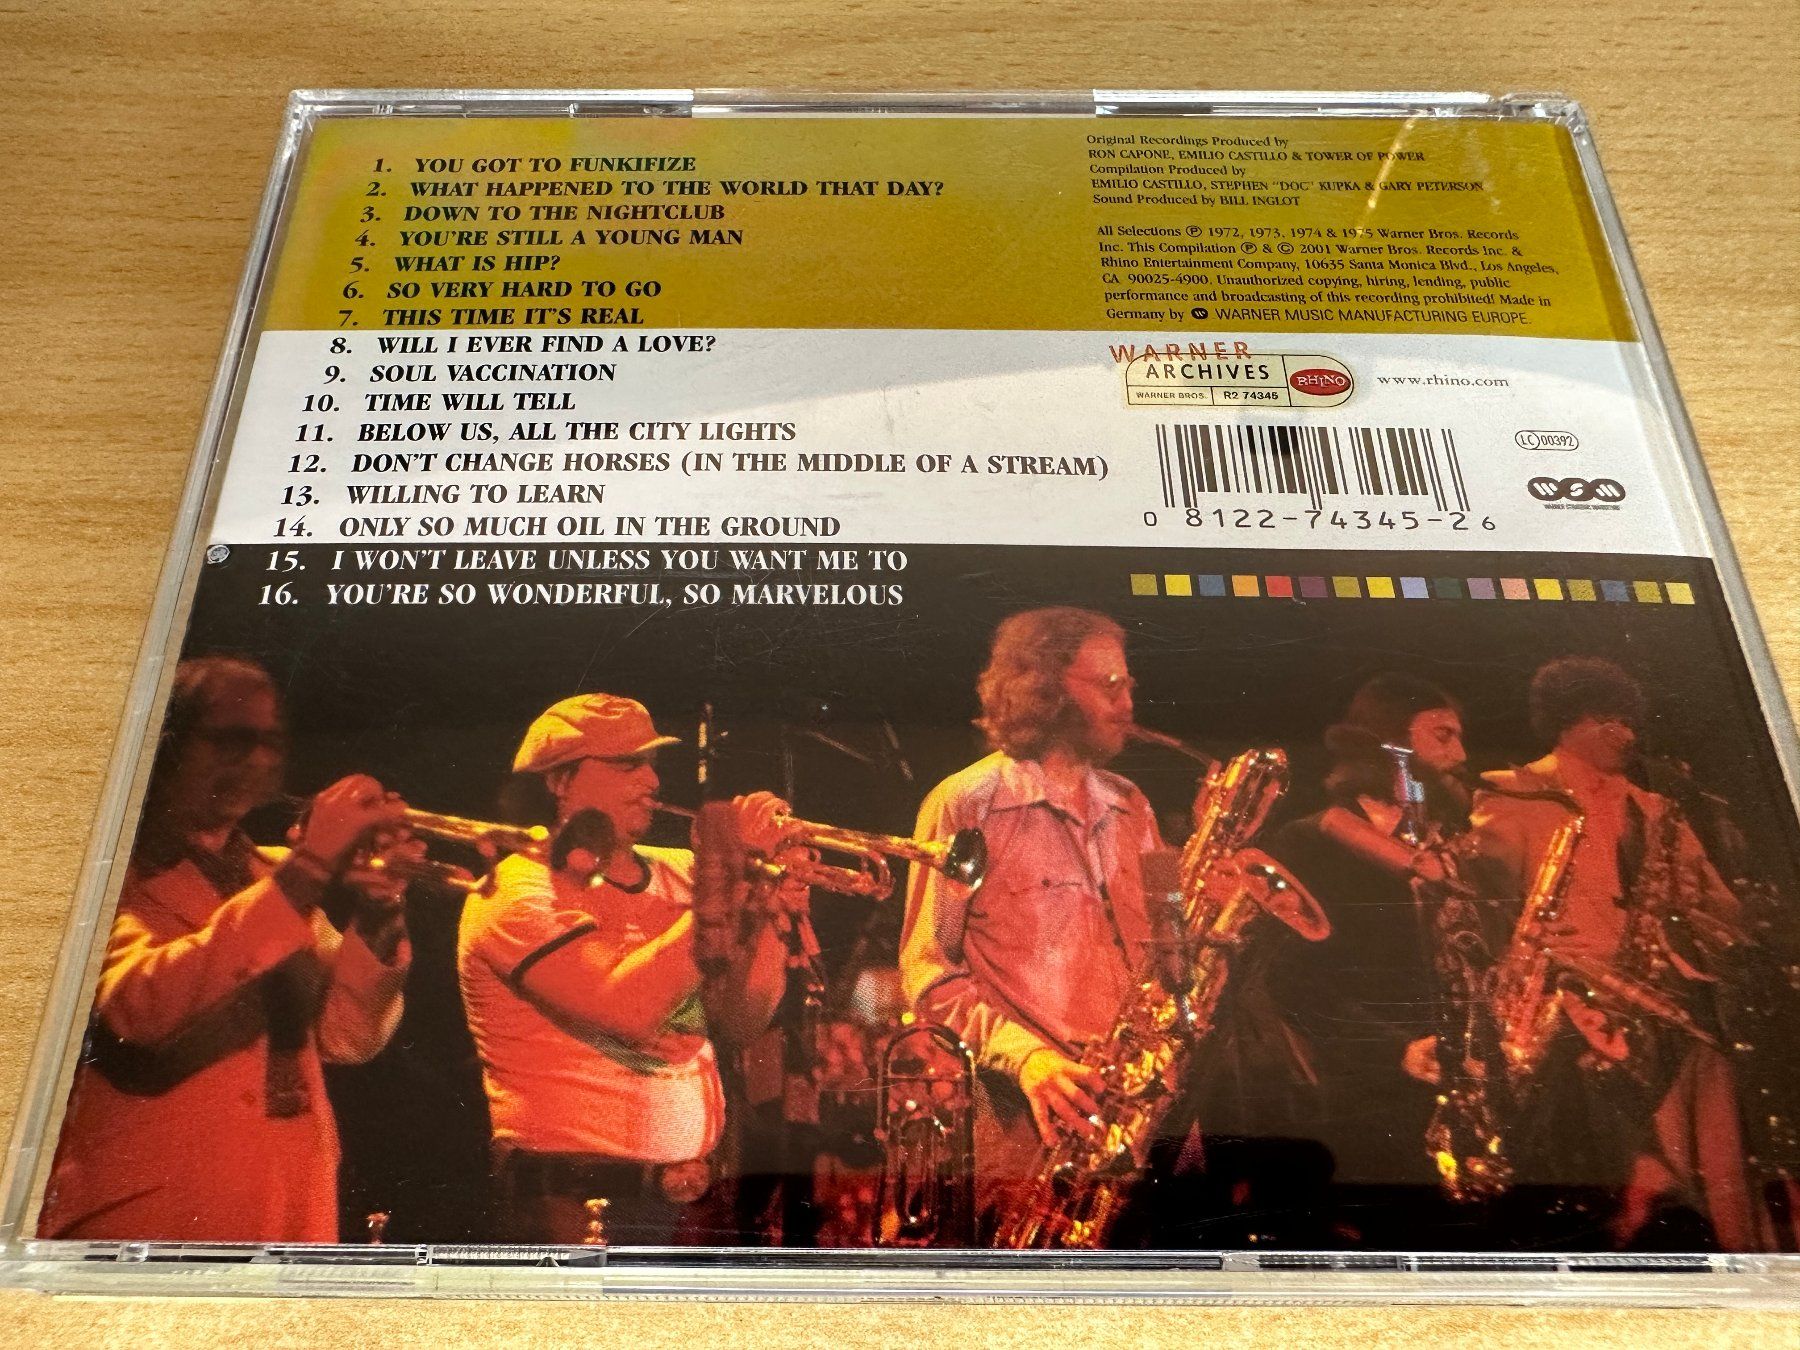 1. YOU GOT TO FUNKIFIZE
2. WHAT HAPPENED TO THE WORLD THAT DAY?
3. DOWN TO THE NIGHTCLUB
4. YOU'RE STILL A YOUNG MAN
5. WHAT IS HIP?
6. SO VERY HARD TO GO
7. THIS TIME IT'S REAL
8. WILL I EVER FIND A LOVE?
9. SOUL VACCINATION
10. TIME WILL TELL
11. BELOW US, ALL THE CITY LIGHTS
12. DON'T CHANGE HORSES (IN THE MIDDLE OF A STREAM)
13. WILLING TO LEARN
14. ONLY SO MUCH OIL IN THE GROUND
15. I WON'T LEAVE UNLESS YOU WANT ME TO
16. YOU'RE SO WONDERFUL, SO MARVELOUS
Original Recordings Produced by
RON CAPONE, EMILIO CASTILLO & TOWER OF POWER
Compilation Produced by
EMILIO CASTILLO, STEPHEN "DOC" KUPKA & GARY PETERSON
Sound Produced by BILL INGLOT
All Selections ℗ 1972, 1973, 1974 & 1975 Warner Bros. Records
Inc. This Compilation ℗ & © 2001 Warner Bros. Records Inc. &
Rhino Entertainment Company, 10635 Santa Monica Blvd., Los Angeles,
CA 90025-4900. Unauthorized copying, hiring, lending, public
performance and broadcasting of this recording prohibited! Made in
Germany by WARNER MUSIC MANUFACTURING EUROPE.
WARNER
ARCHIVES
WARNER BROS. R2 74345
RHINO
www.rhino.com
LC 00392
0 81227-4345-2 6
WSM
WARNER STRATEGIC MARKETING